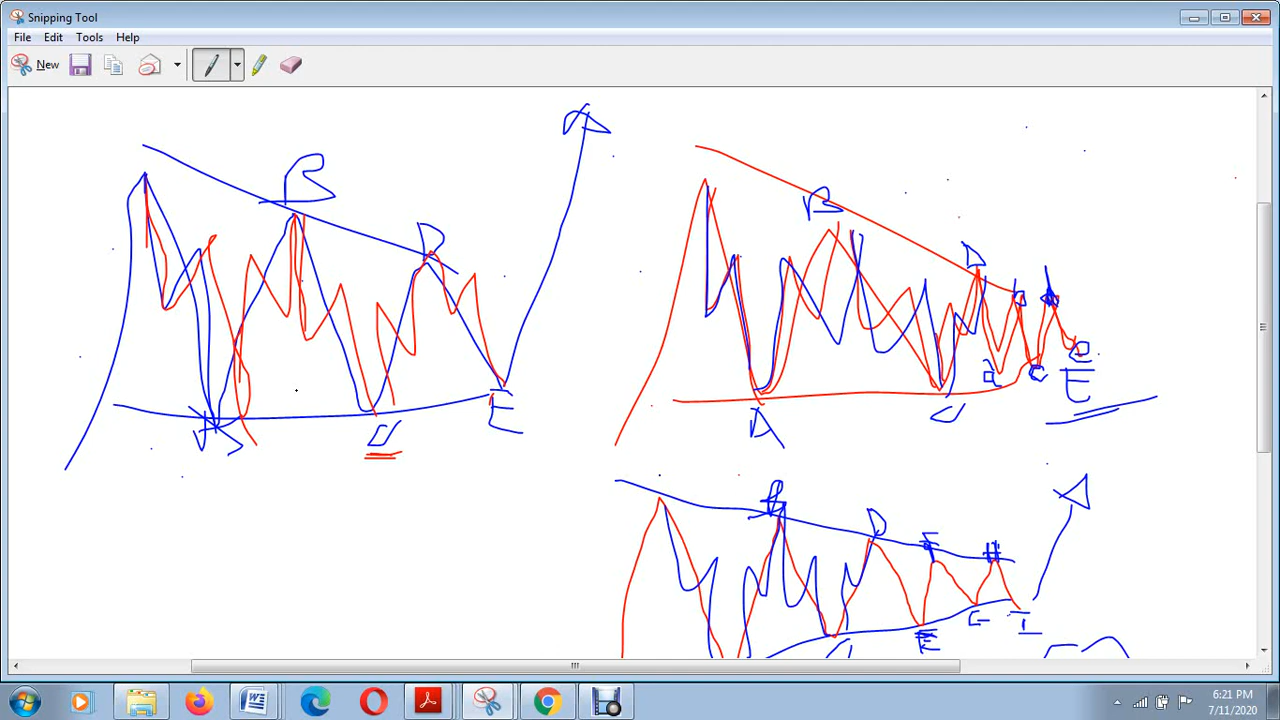 Snipping Tool
File Edit Tools Help
New
B
D
A
E
B
D
A
C
E
D
E
G
H
I
6:21 PM
7/11/2020